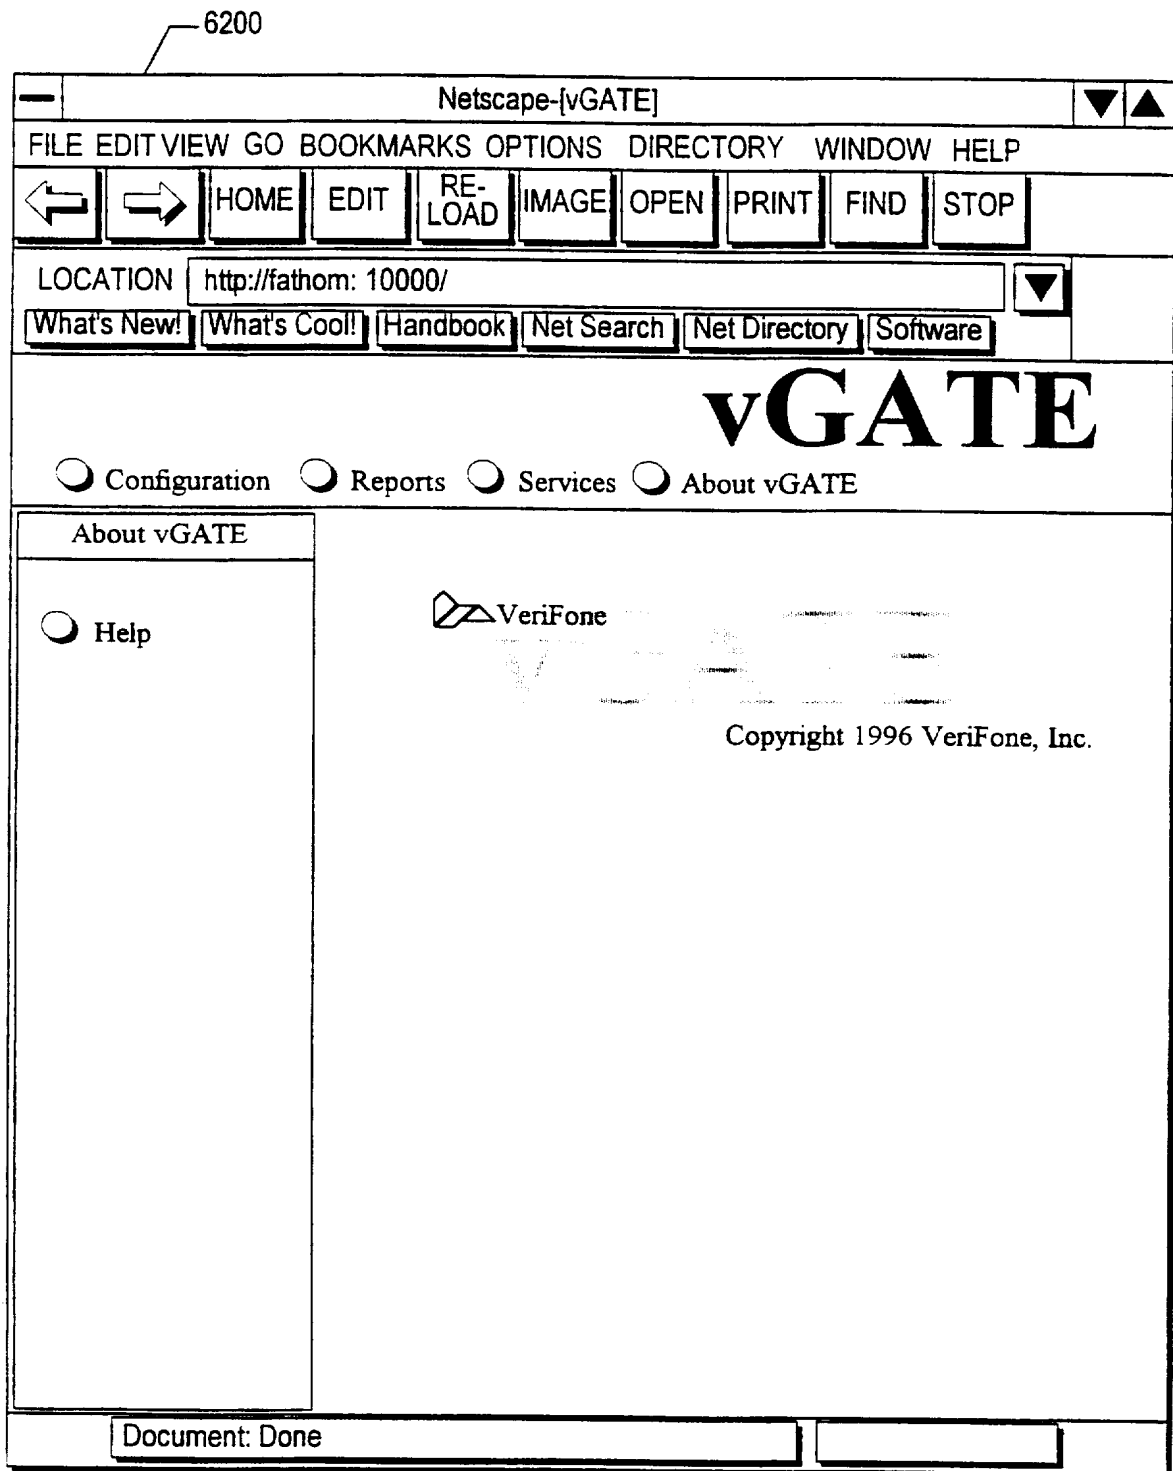 6200
Netscape-[vGATE]
FILE EDIT VIEW GO BOOKMARKS OPTIONS DIRECTORY WINDOW HELP
HOME EDIT RE-LOAD IMAGE OPEN PRINT FIND STOP
LOCATION http://fathom: 10000/
What's New! What's Cool! Handbook Net Search Net Directory Software
vGATE
Configuration Reports Services About vGATE
About vGATE
Help
VeriFone
VGATE
Copyright 1996 VeriFone, Inc.
Document: Done